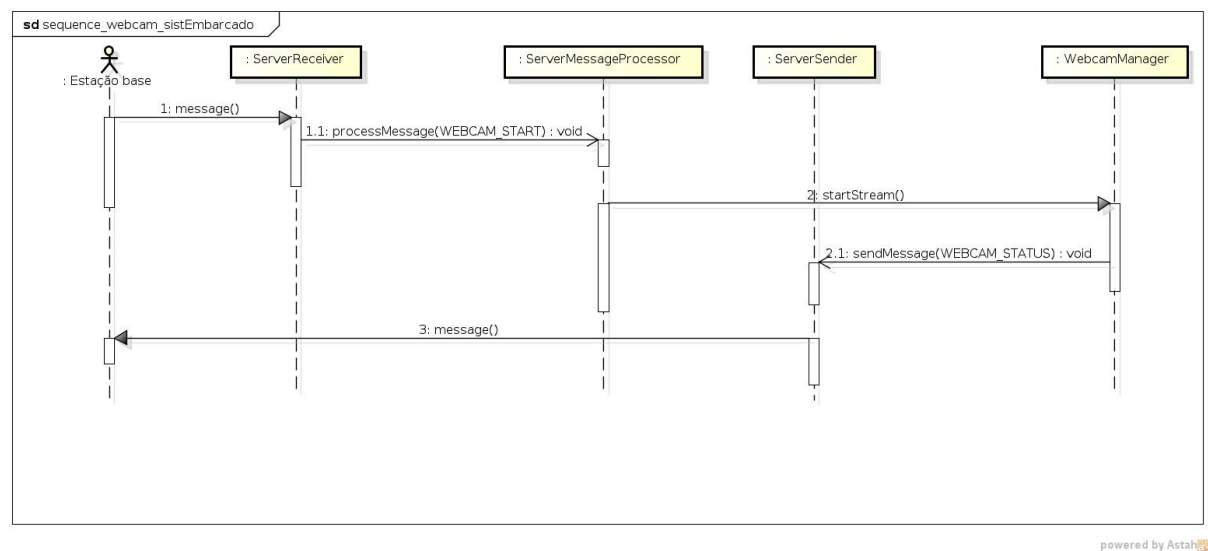 sd sequence_webcam_sistEmbarcado
: Estação base
: ServerReceiver
: ServerMessageProcessor
: ServerSender
: WebcamManager
1: message()
1.1: processMessage(WEBCAM_START) : void
2: startStream()
2.1: sendMessage(WEBCAM_STATUS) : void
3: message()
powered by Astah